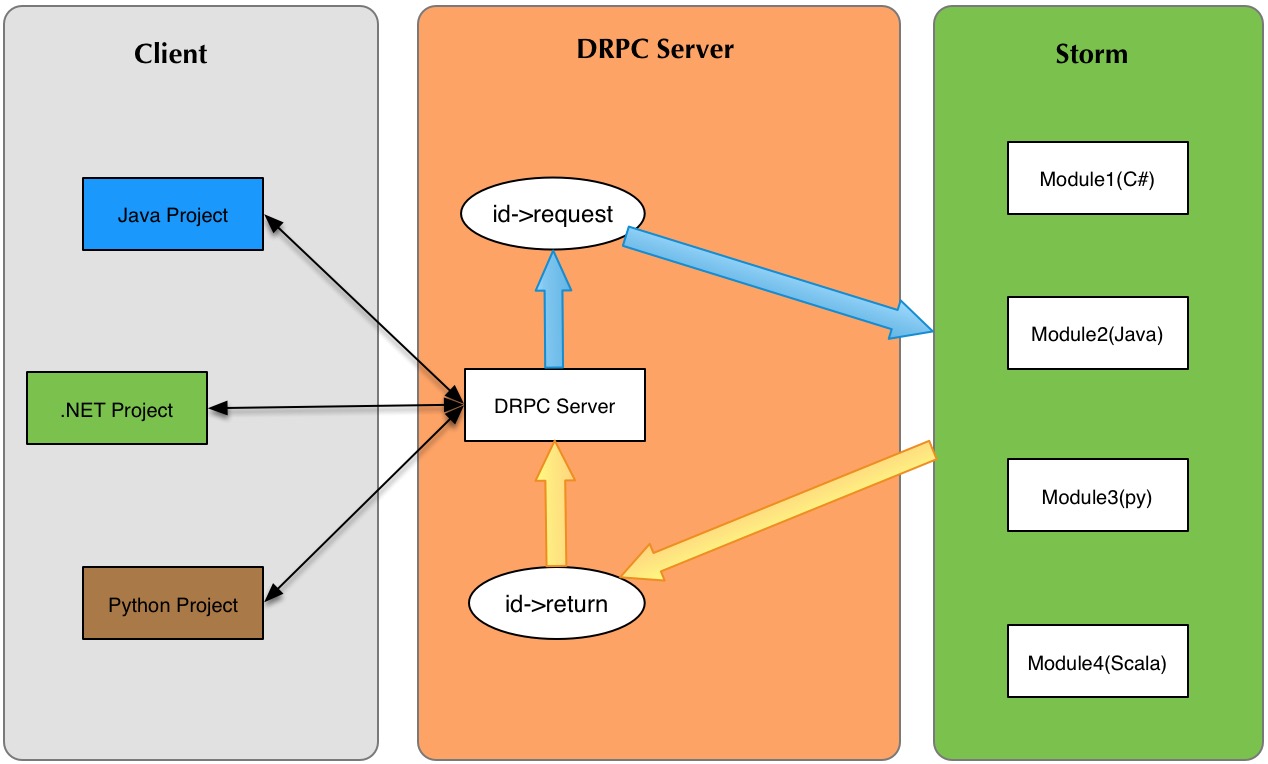 Client
Java Project
.NET Project
Python Project
DRPC Server
id->request
DRPC Server
id->return
Storm
Module1(C#)
Module2(Java)
Module3(py)
Module4(Scala)